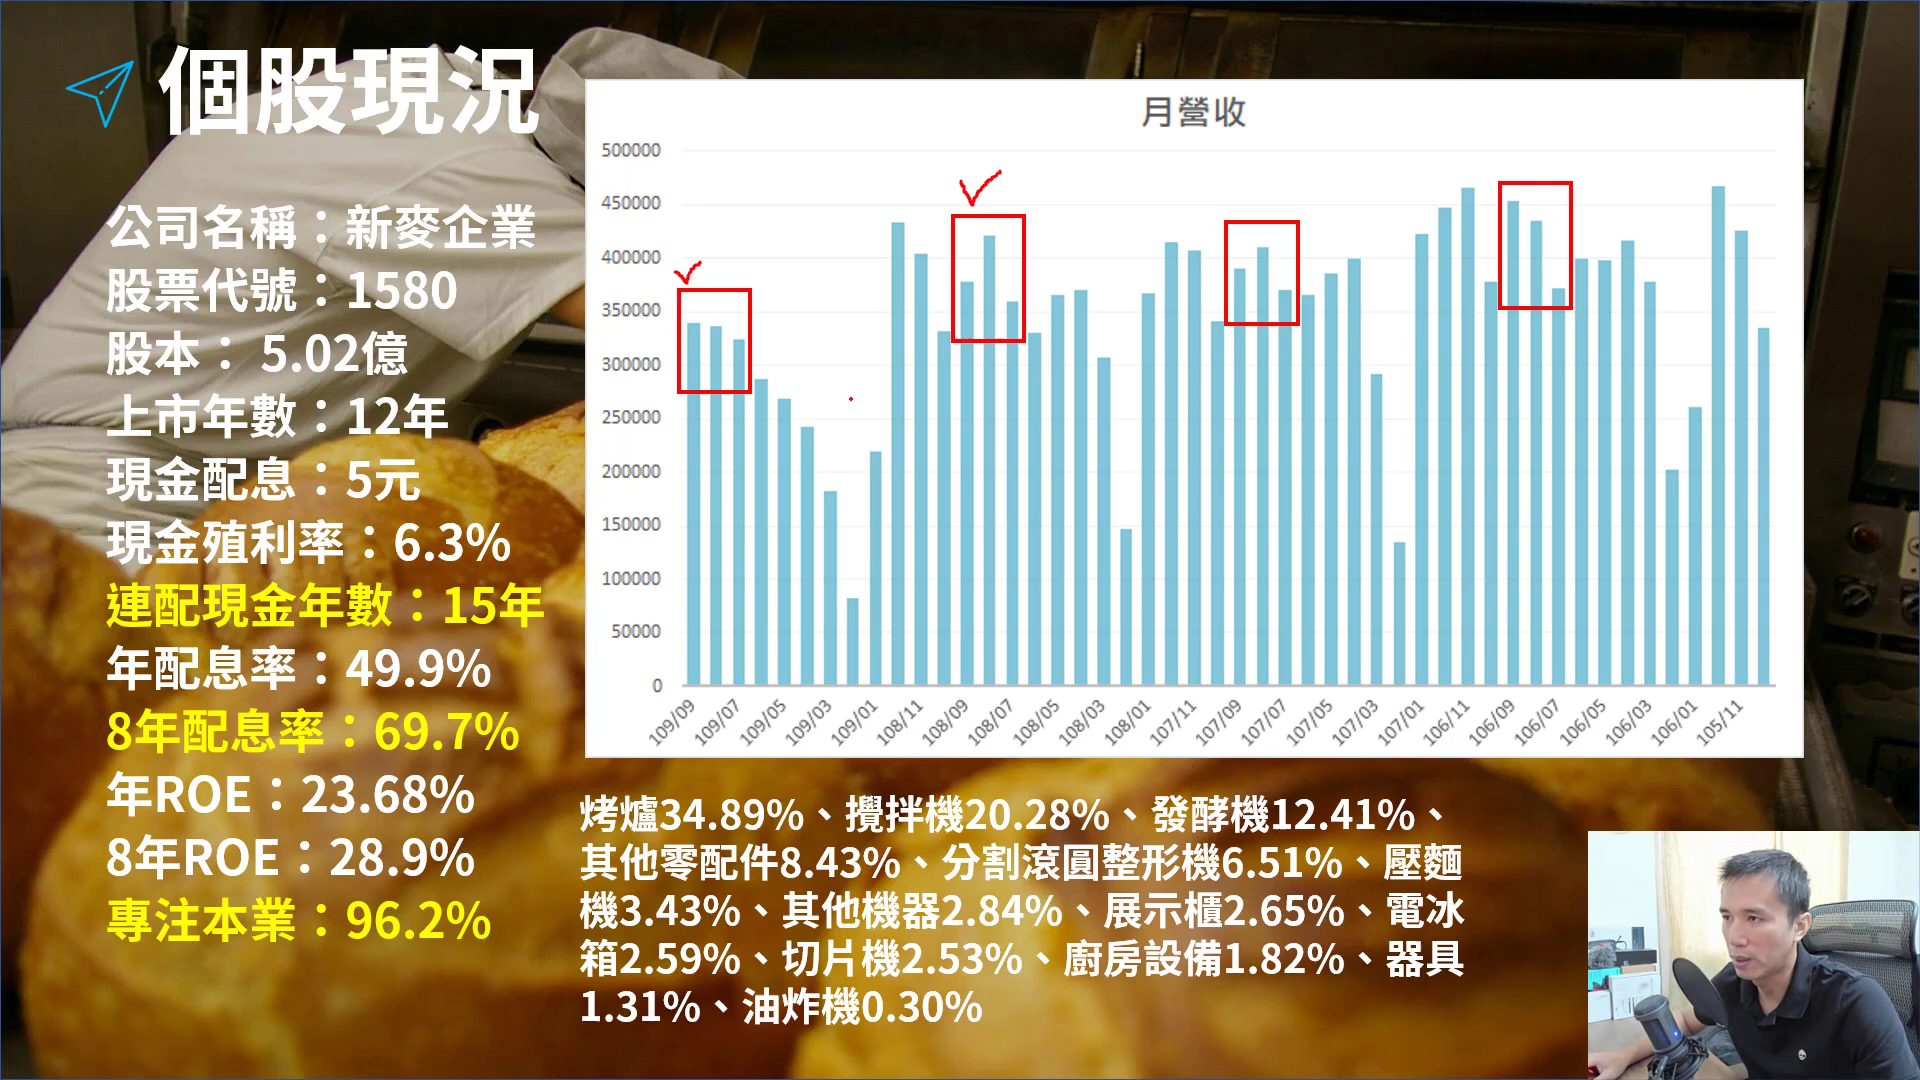 個股現況
公司名稱：新麥企業
股票代號：1580
股本： 5.02億
上市年數：12年
現金配息：5元
現金殖利率：6.3%
連配現金年數：15年
年配息率：49.9%
8年配息率：69.7%
年ROE：23.68%
8年ROE：28.9%
專注本業：96.2%
月營收
500000
450000
400000
350000
300000
250000
200000
150000
100000
50000
0
109/09
109/07
109/05
109/03
109/01
108/11
108/09
108/07
108/05
108/03
108/01
107/11
107/09
107/07
107/05
107/03
107/01
106/11
106/09
106/07
106/05
106/03
106/01
105/11
烤爐34.89%、攪拌機20.28%、發酵機12.41%、
其他零配件8.43%、分割滾圓整形機6.51%、壓麵
機3.43%、其他機器2.84%、展示櫃2.65%、電冰
箱2.59%、切片機2.53%、廚房設備1.82%、器具
1.31%、油炸機0.30%